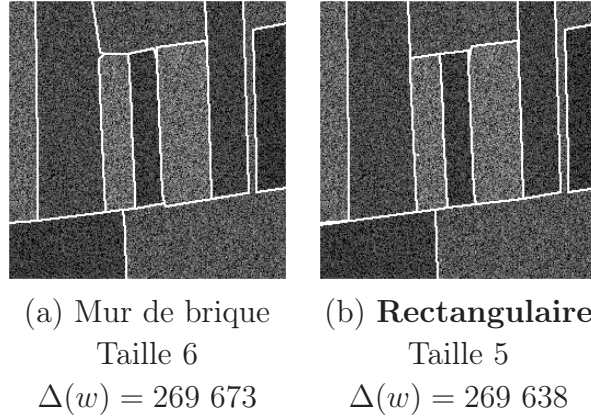 (a) Mur de brique (b) Rectangulaire
Taille 6 Taille 5
Δ(w) = 269 673 Δ(w) = 269 638